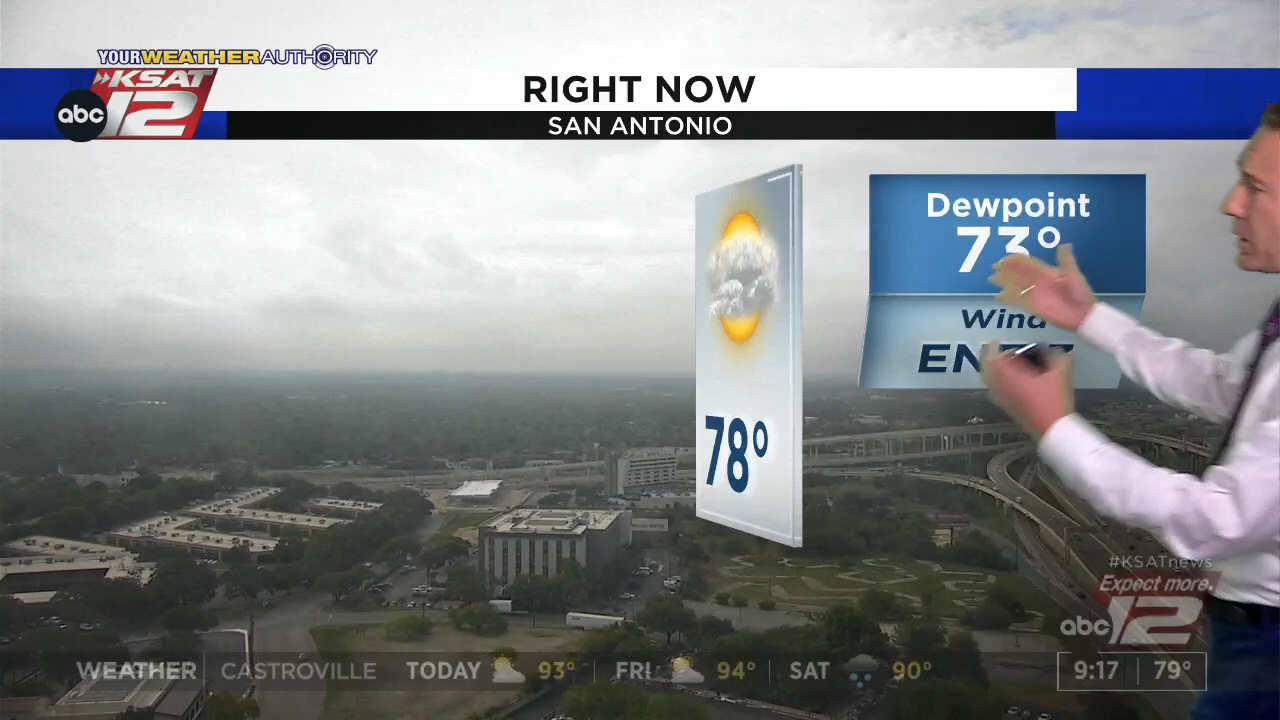 YOUR WEATHER AUTHORITY
KSAT
abc 12
RIGHT NOW
SAN ANTONIO
Dewpoint
73°
Wind
78°
#KSATnews
Expect more.
abc 12
WEATHER CASTROVILLE TODAY 93° FRI 94° SAT 90° 9:17 79°